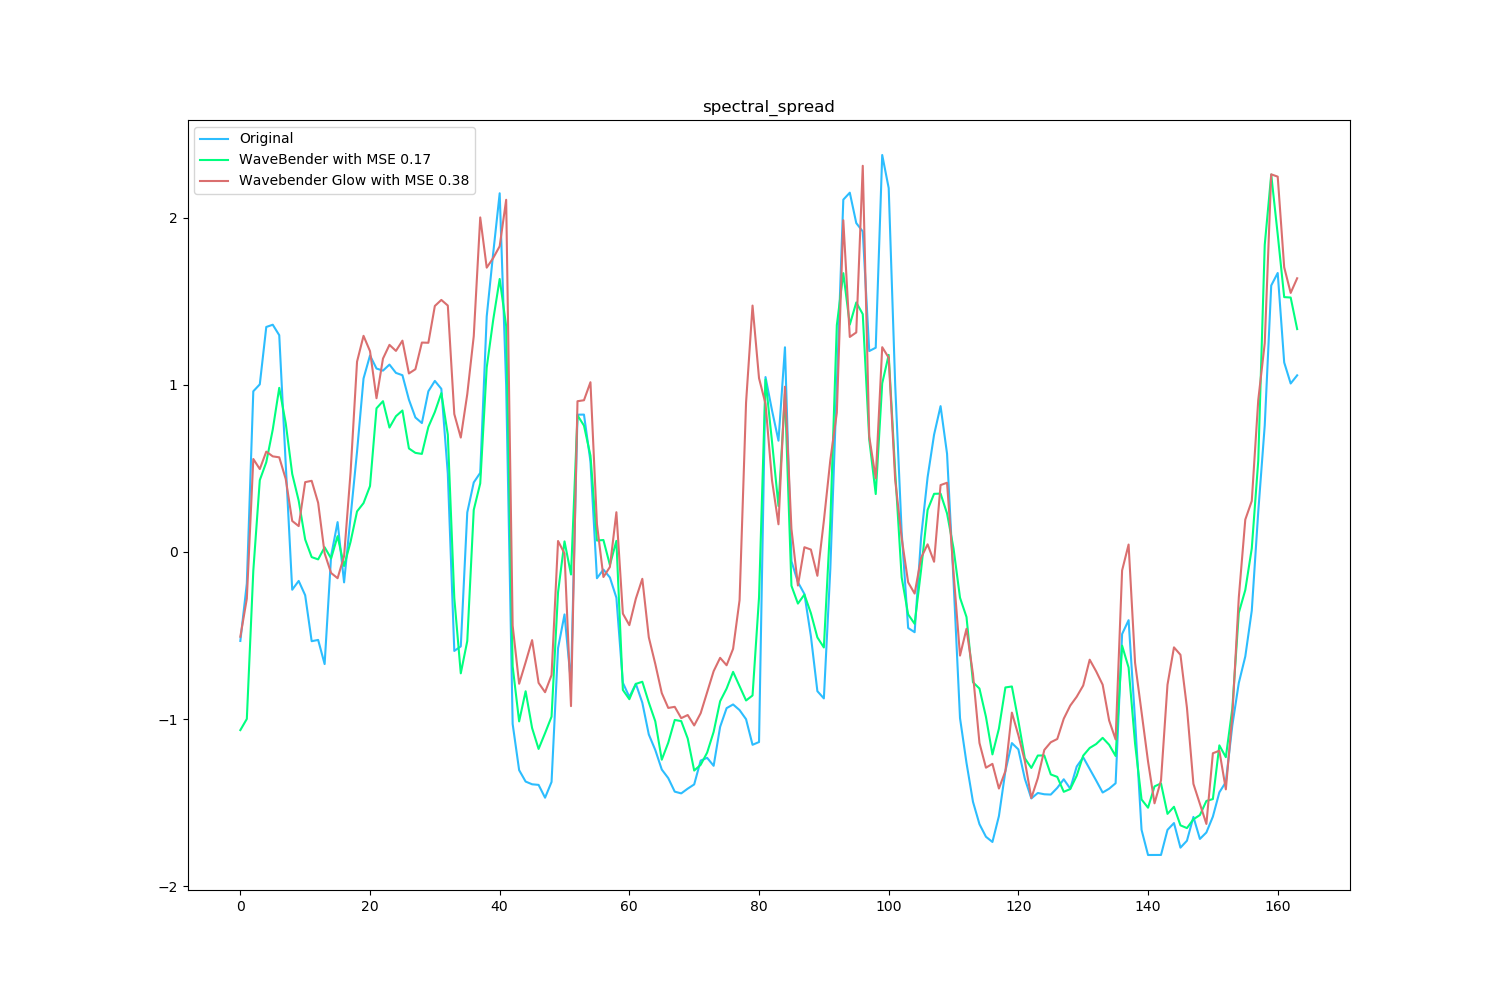 spectral_spread
Original
WaveBender with MSE 0.17
Wavebender Glow with MSE 0.38
2
1
0
−1
−2
0 20 40 60 80 100 120 140 160